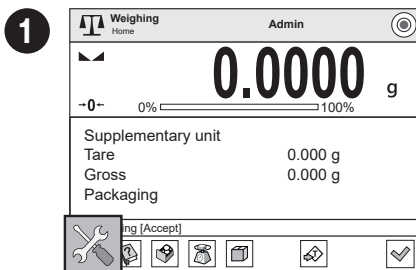 1
Weighing
Home
Admin
0.0000 g
→0←
0% 100%
Supplementary unit
Tare 0.000 g
Gross 0.000 g
Packaging
ing [Accept]
T